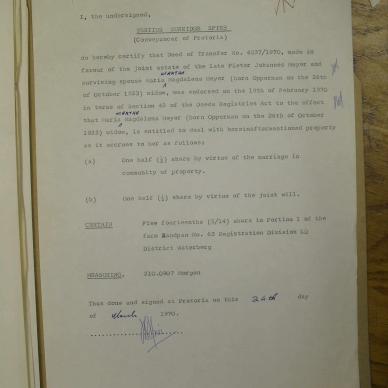 I, the undersigned,
(Conveyancer of Pretoria)
do hereby certify that Deed of Transfer No. 4037/1970, made in
favour of the joint estate of the late Pieter Johannes Meyer and
MARTHA
surviving spouse Maria Magdalena Meyer (born Opperman on the 26th
of October 1923) widow, was endorsed on the 19th of February 1970
in terms of Section 45 of the Deeds Registries Act to the effect
MARTHA
that Maria Magdalena Meyer (born Opperman on the 26th of October
1923) widow, is entitled to deal with hereinaftermentioned property
as it accrues to her as follows:
(a) One half (½) share by virtue of the marriage in
community of property.
(b) One half (½) share by virtue of the joint will.
CERTAIN Five fourteenths (5/14) share in Portion 1 of the
farm Zandpan No. 63 Registration Division LQ
District Waterberg
MEASURING, 210.0907 Morgen
Thus done and signed at Pretoria on this 24th day
of March 1970.